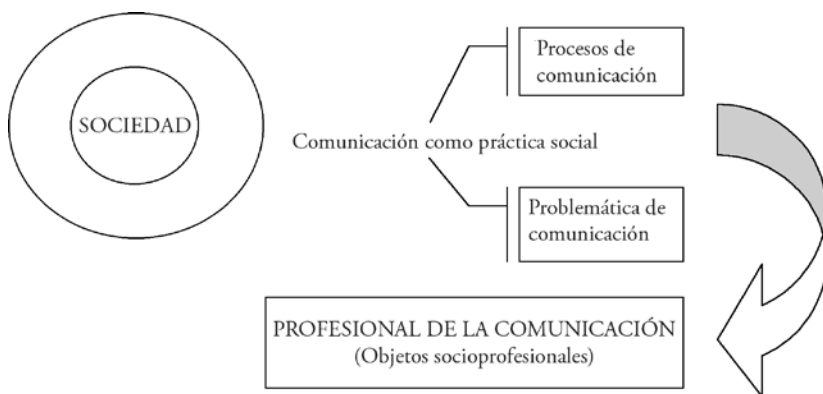 SOCIEDAD
Procesos de
comunicación
Comunicación como práctica social
Problemática de
comunicación
PROFESIONAL DE LA COMUNICACIÓN
(Objetos socioprofesionales)